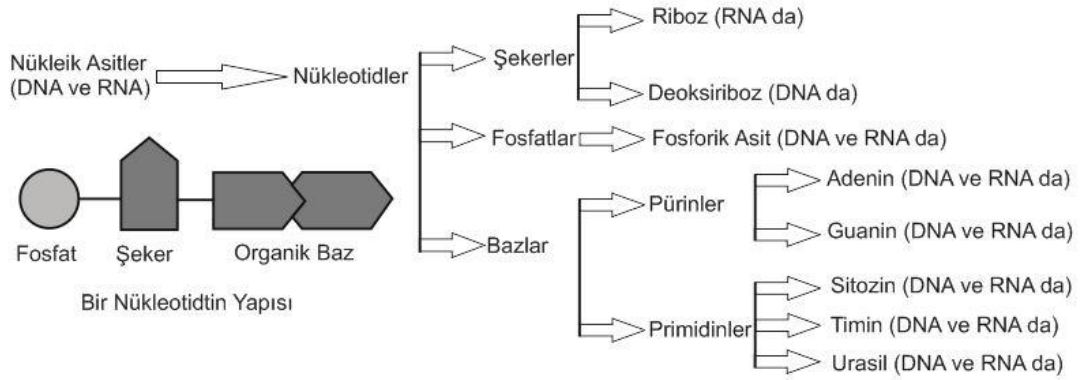 Nükleik Asitler
(DNA ve RNA)
Nükleotidler
Şekerler
Riboz (RNA da)
Deoksiriboz (DNA da)
Fosfatlar
Fosforik Asit (DNA ve RNA da)
Bazlar
Pürinler
Adenin (DNA ve RNA da)
Guanin (DNA ve RNA da)
Primidinler
Sitozin (DNA ve RNA da)
Timin (DNA ve RNA da)
Urasil (DNA ve RNA da)
Fosfat
Şeker
Organik Baz
Bir Nükleotidtin Yapısı